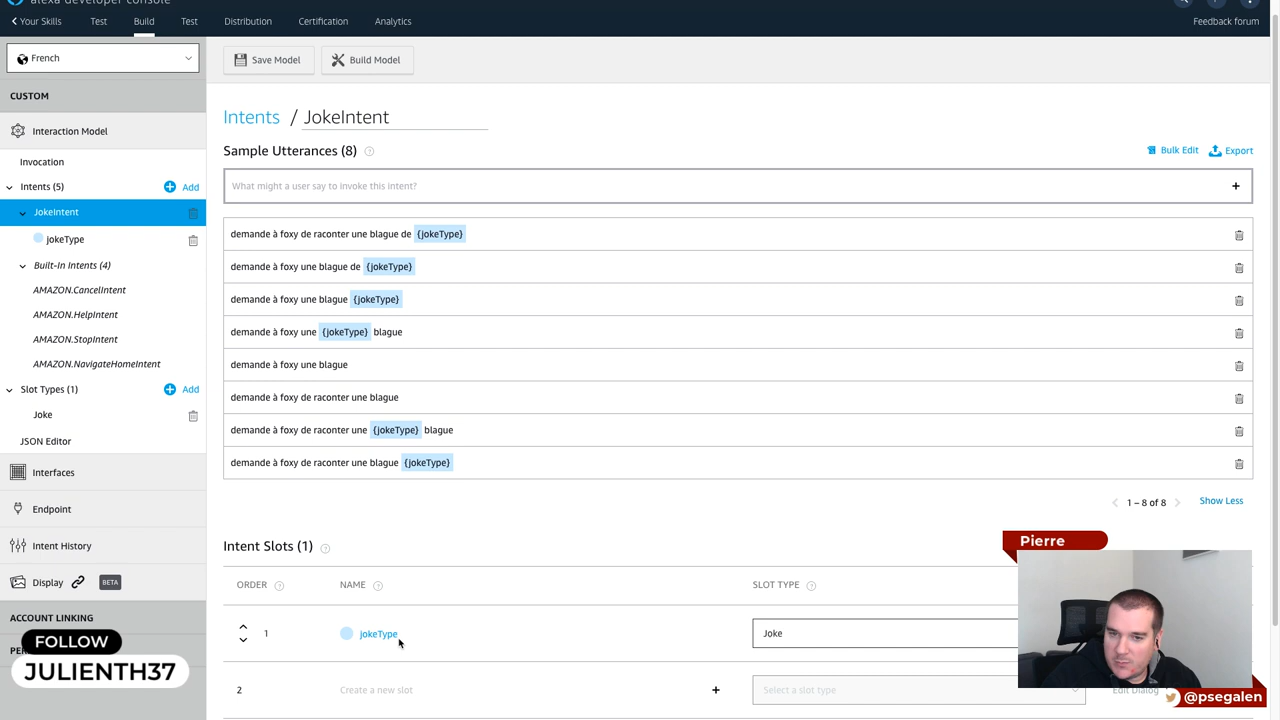 alexa developer console
Your Skills
Test
Build
Test
Distribution
Certification
Analytics
Feedback forum
French
Save Model
Build Model
CUSTOM
Interaction Model
Invocation
Intents (5)
Add
JokeIntent
jokeType
Built-In Intents (4)
AMAZON.CancelIntent
AMAZON.HelpIntent
AMAZON.StopIntent
AMAZON.NavigateHomeIntent
Slot Types (1)
Add
Joke
JSON Editor
Interfaces
Endpoint
Intent History
Display
BETA
ACCOUNT LINKING
FOLLOW
JULIENTH37
Intents / JokeIntent
Sample Utterances (8)
Bulk Edit
Export
What might a user say to invoke this intent?
demande à foxy de raconter une blague de {jokeType}
demande à foxy une blague de {jokeType}
demande à foxy une blague {jokeType}
demande à foxy une {jokeType} blague
demande à foxy une blague
demande à foxy de raconter une blague
demande à foxy de raconter une {jokeType} blague
demande à foxy de raconter une blague {jokeType}
1 – 8 of 8
Show Less
Intent Slots (1)
ORDER
NAME
SLOT TYPE
1
jokeType
Joke
2
Create a new slot
Select a slot type
Edit Dialog
Pierre
@psegalen